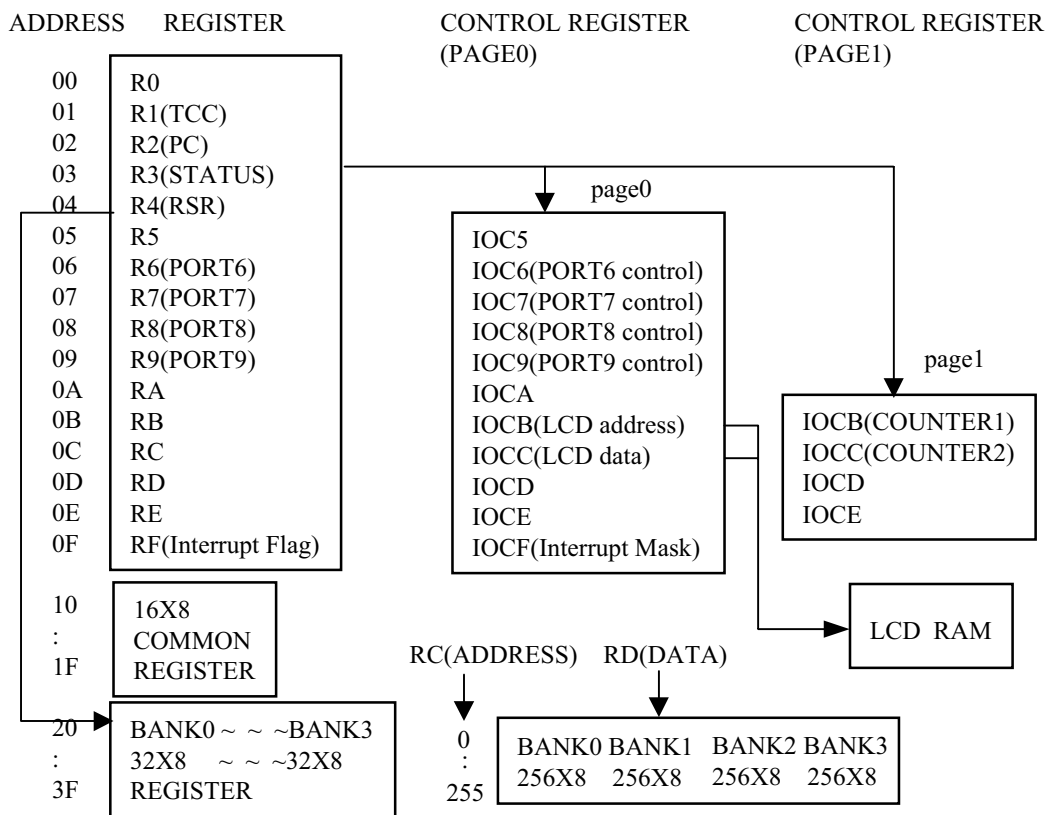 ADDRESS REGISTER CONTROL REGISTER CONTROL REGISTER
(PAGE0) (PAGE1)
00 R0
01 R1(TCC)
02 R2(PC)
03 R3(STATUS)
04 R4(RSR)
05 R5
06 R6(PORT6)
07 R7(PORT7)
08 R8(PORT8)
09 R9(PORT9)
0A RA
0B RB
0C RC
0D RD
0E RE
0F RF(Interrupt Flag)
page0
IOC5
IOC6(PORT6 control)
IOC7(PORT7 control)
IOC8(PORT8 control)
IOC9(PORT9 control)
IOCA
IOCB(LCD address)
IOCC(LCD data)
IOCD
IOCE
IOCF(Interrupt Mask)
page1
IOCB(COUNTER1)
IOCC(COUNTER2)
IOCD
IOCE
LCD RAM
10 16X8
: COMMON
1F REGISTER
20 BANK0 ~ ~ ~BANK3
: 32X8 ~ ~ ~32X8
3F REGISTER
RC(ADDRESS) RD(DATA)
0 BANK0 BANK1 BANK2 BANK3
:
255 256X8 256X8 256X8 256X8